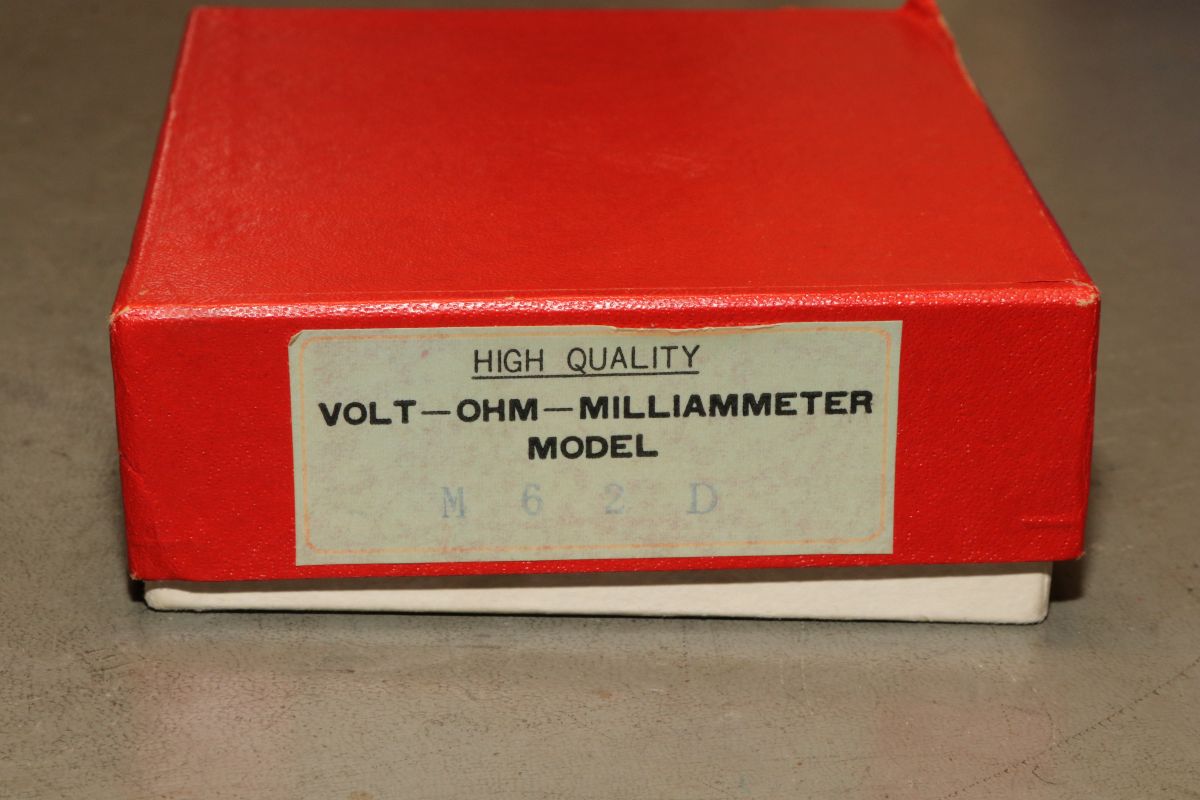 HIGH QUALITY
VOLT—OHM—MILLIAMMETER
MODEL
M 6 2 D